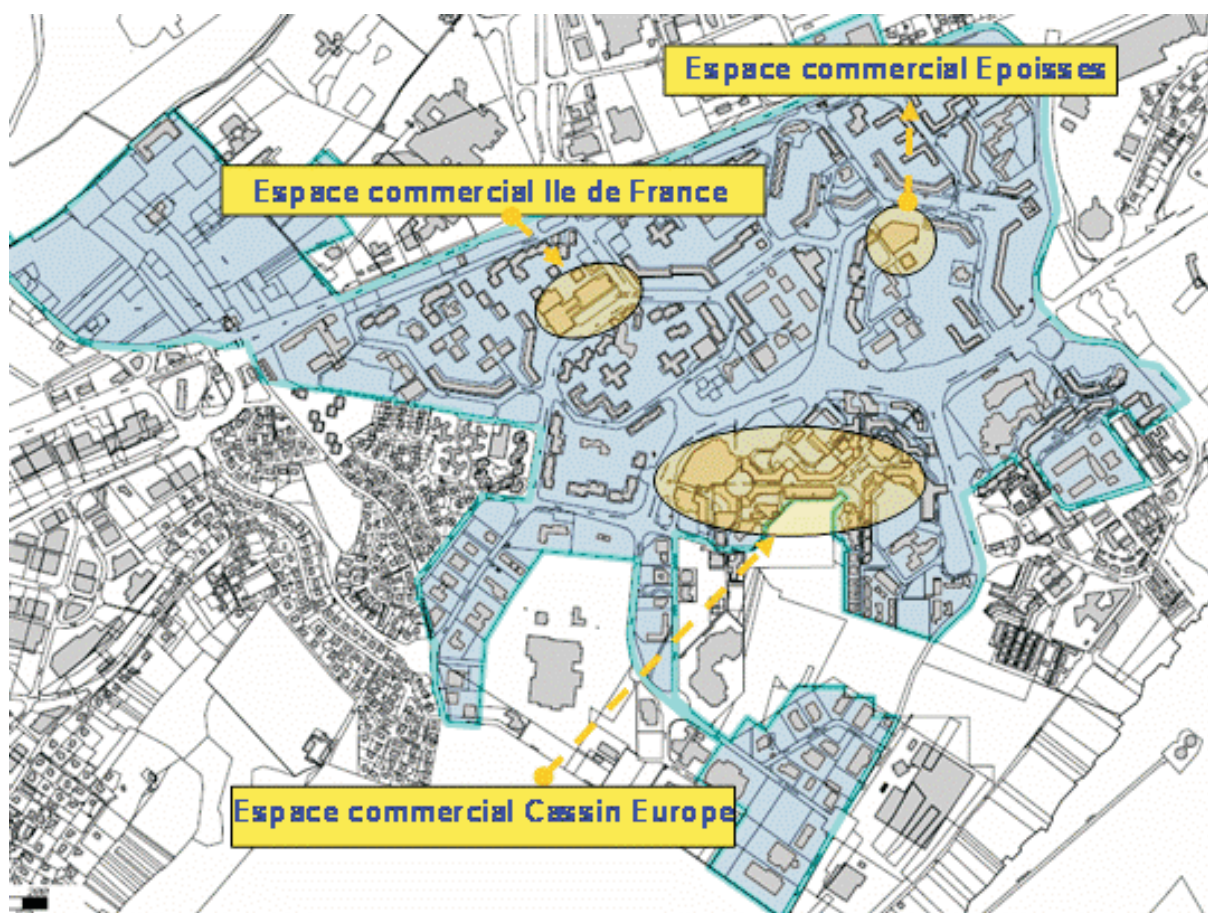 Espace commercial Epoisses
Espace commercial Ile de France
Espace commercial Cassin Europe